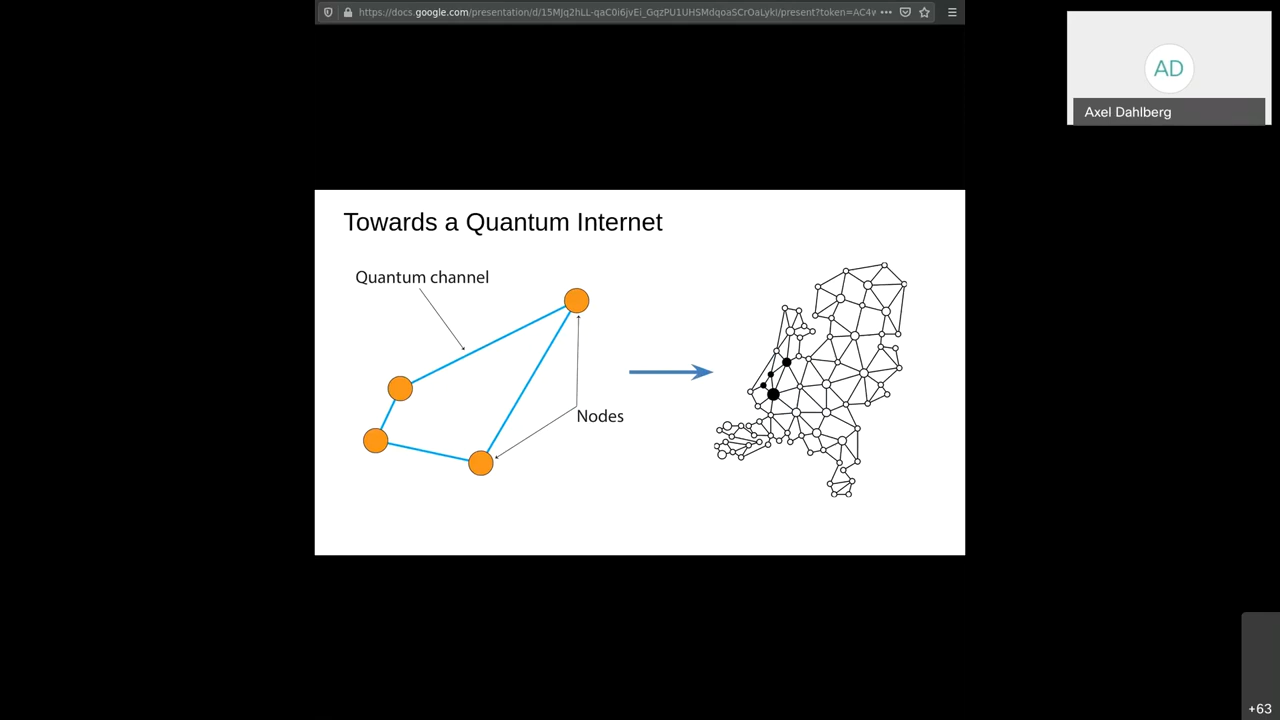 https://docs.google.com/presentation/d/15MJq2hLL-qaC0i6jvEi_GqzPU1UHSMdqoaSCrOaLykI/present?token=AC4w
AD
Axel Dahlberg
Towards a Quantum Internet
Quantum channel
Nodes
+63